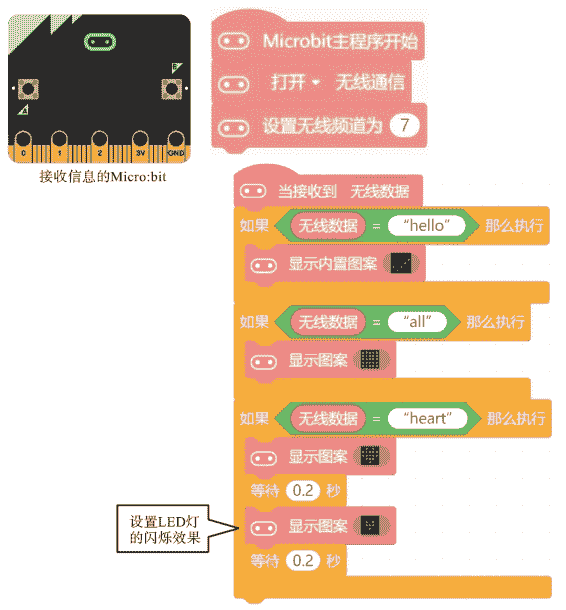 A
B
0 1 2 3V GND
接收信息的Micro:bit
Microbit主程序开始
打开 无线通信
设置无线频道为 7
当接收到 无线数据
如果 无线数据 = “hello” 那么执行
显示内置图案
如果 无线数据 = “all” 那么执行
显示图案
如果 无线数据 = “heart” 那么执行
显示图案
等待 0.2 秒
设置LED灯
的闪烁效果
显示图案
等待 0.2 秒